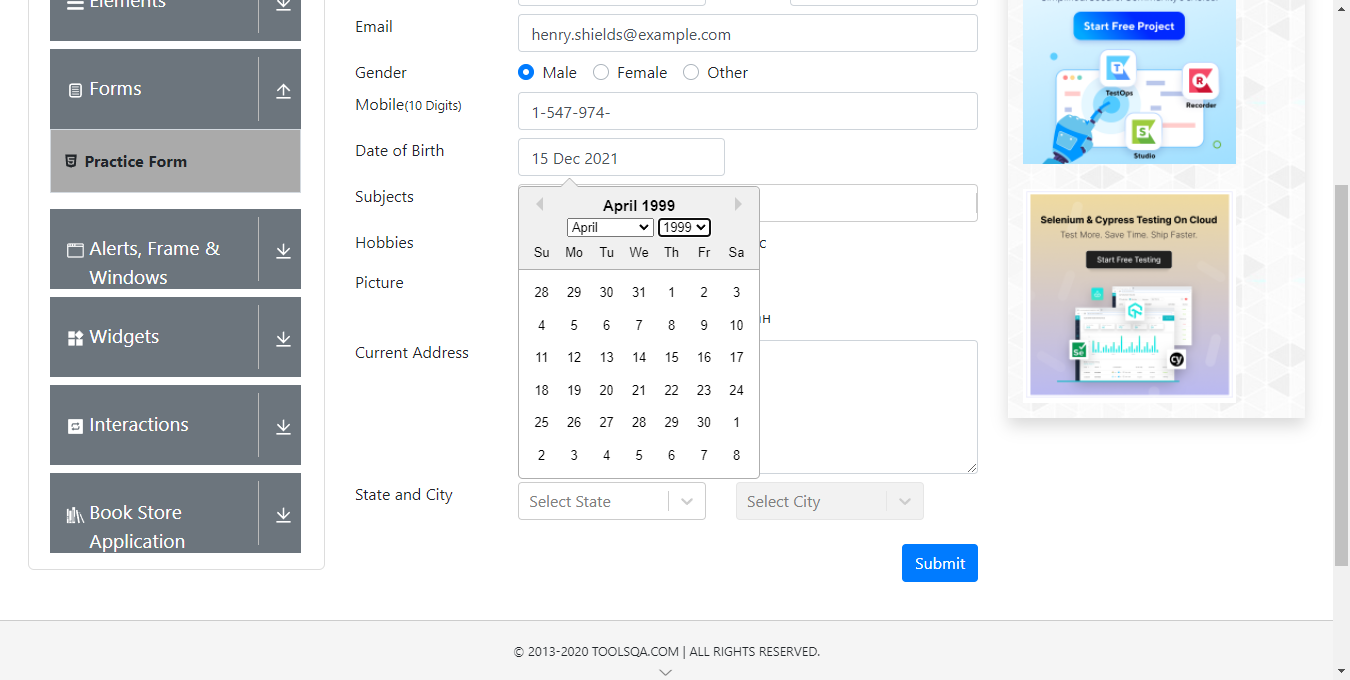 Elements
Forms
Practice Form
Alerts, Frame &
Windows
Widgets
Interactions
Book Store
Application
Email
henry.shields@example.com
Gender
Male
Female
Other
Mobile(10 Digits)
1-547-974-
Date of Birth
15 Dec 2021
Subjects
April 1999
April
1999
Su Mo Tu We Th Fr Sa
28 29 30 31 1 2 3
4 5 6 7 8 9 10
11 12 13 14 15 16 17
18 19 20 21 22 23 24
25 26 27 28 29 30 1
2 3 4 5 6 7 8
Hobbies
Picture
Current Address
State and City
Select State
Select City
Submit
Start Free Project
TestOps
Recorder
Studio
Selenium & Cypress Testing On Cloud
Test More. Save Time. Ship Faster.
Start Free Testing
Se
cy
© 2013-2020 TOOLSQA.COM | ALL RIGHTS RESERVED.